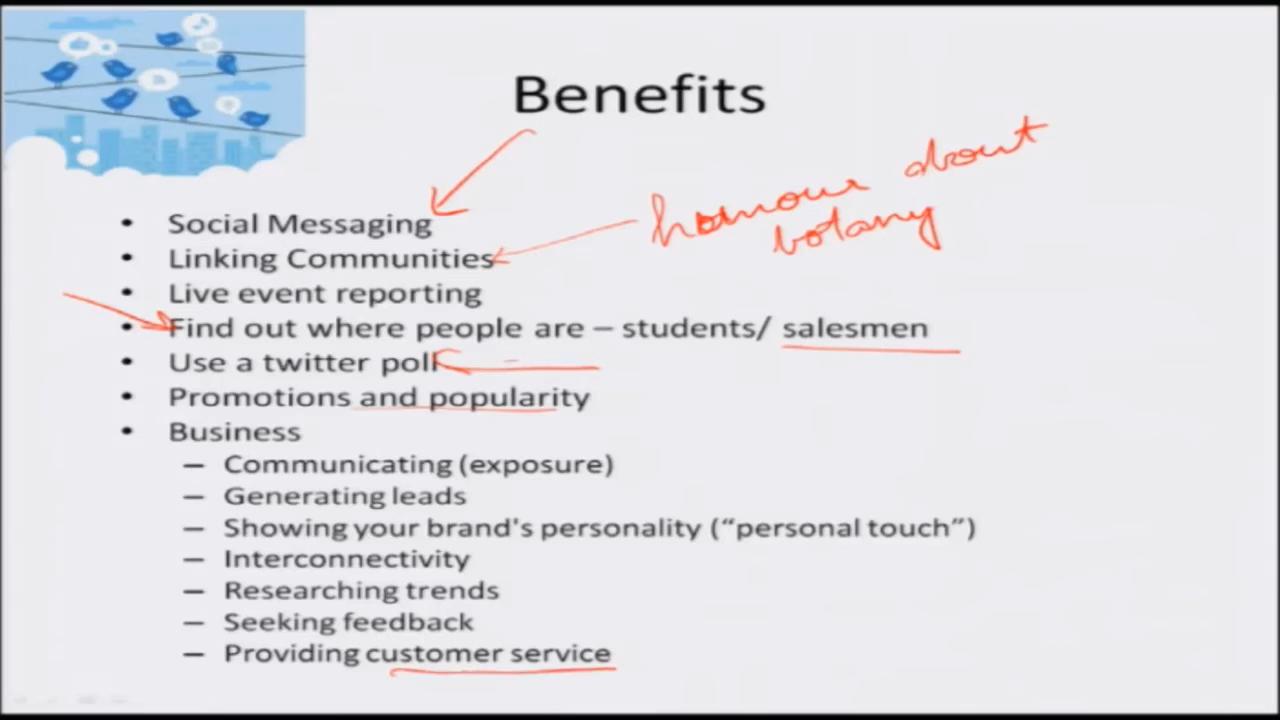 Benefits
• Social Messaging
• Linking Communities
humour about
botany
• Live event reporting
• Find out where people are – students/ salesmen
• Use a twitter poll
• Promotions and popularity
• Business
– Communicating (exposure)
– Generating leads
– Showing your brand's personality (“personal touch”)
– Interconnectivity
– Researching trends
– Seeking feedback
– Providing customer service